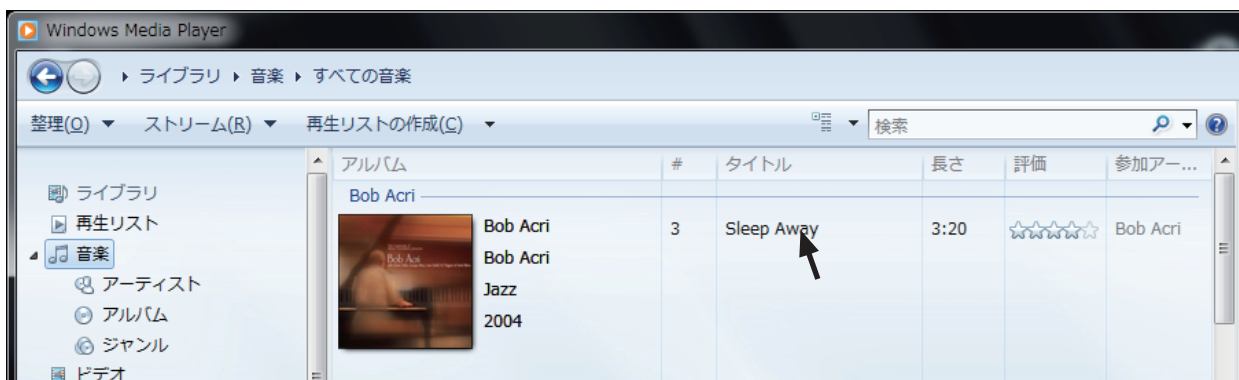 Windows Media Player
ライブラリ ▸ 音楽 ▸ すべての音楽
整理(O) ▼ ストリーム(R) ▼ 再生リストの作成(C) ▼ 検索
アルバム # タイトル 長さ 評価 参加アー...
ライブラリ
再生リスト
音楽
アーティスト
アルバム
ジャンル
ビデオ
Bob Acri
Bob Acri 3 Sleep Away 3:20 Bob Acri
Bob Acri
Jazz
2004
Bob Acri